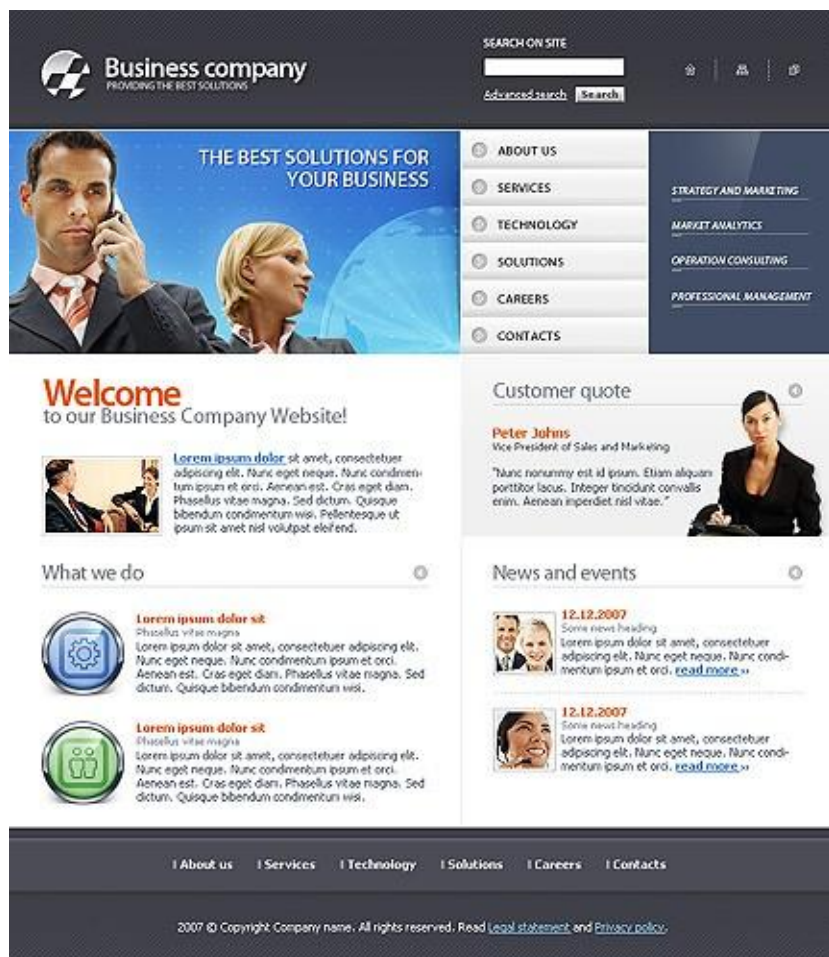 Business company
PROVIDING THE BEST SOLUTIONS
SEARCH ON SITE
Advanced search Search
THE BEST SOLUTIONS FOR
YOUR BUSINESS
ABOUT US
SERVICES
TECHNOLOGY
SOLUTIONS
CAREERS
CONTACTS
STRATEGY AND MARKETING
MARKET ANALYTICS
OPERATION CONSULTING
PROFESSIONAL MANAGEMENT
Welcome
to our Business Company Website!
Lorem ipsum dolor sit amet, consectetuer
adipiscing elit. Nunc eget neque. Nunc condimen-
tum ipsum et orci. Aenean est. Cras eget diam.
Phasellus vitae magna. Sed dictum. Quisque
bibendum condimentum wisi. Pellentesque ut
ipsum sit amet nisl volutpat eleifend.
Customer quote
Peter Johns
Vice President of Sales and Marketing
"Nunc nonummy est id ipsum. Etiam aliquam
porttitor lacus. Integer tincidunt convallis
enim. Aenean imperdiet nisl vitae."
What we do
Lorem ipsum dolor sit
Phasellus vitae magna
Lorem ipsum dolor sit amet, consectetuer adipiscing elit.
Nunc eget neque. Nunc condimentum ipsum et orci.
Aenean est. Cras eget diam. Phasellus vitae magna. Sed
dictum. Quisque bibendum condimentum wisi.
Lorem ipsum dolor sit
Phasellus vitae magna
Lorem ipsum dolor sit amet, consectetuer adipiscing elit.
Nunc eget neque. Nunc condimentum ipsum et orci.
Aenean est. Cras eget diam. Phasellus vitae magna. Sed
dictum. Quisque bibendum condimentum wisi.
News and events
12.12.2007
Some news heading
Lorem ipsum dolor sit amet, consectetuer
adipiscing elit. Nunc eget neque. Nunc condi-
mentum ipsum et orci. read more »
12.12.2007
Some news heading
Lorem ipsum dolor sit amet, consectetuer
adipiscing elit. Nunc eget neque. Nunc condi-
mentum ipsum et orci. read more »
| About us | Services | Technology | Solutions | Careers | Contacts
2007 © Copyright Company name. All rights reserved. Read Legal statement and Privacy policy.